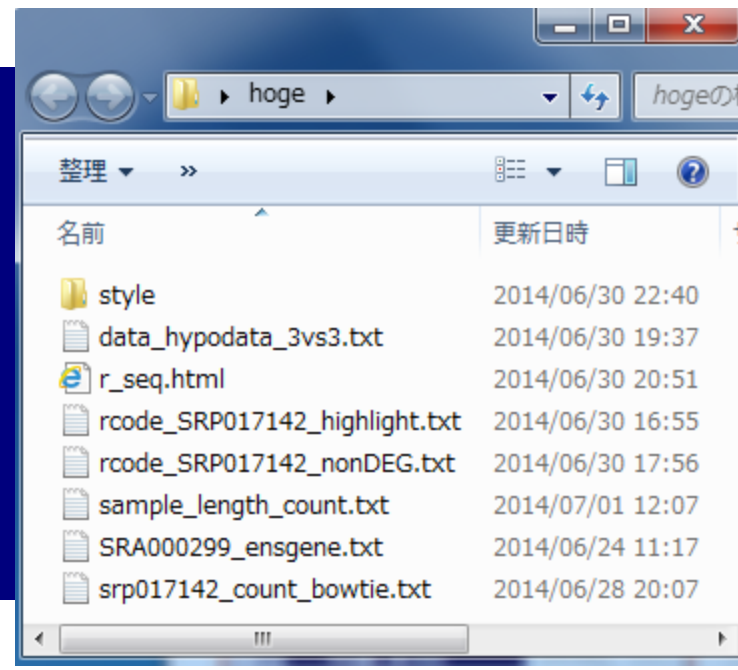 hoge hogeの
整理 »
名前 更新日時
style 2014/06/30 22:40
data_hypodata_3vs3.txt 2014/06/30 19:37
r_seq.html 2014/06/30 20:51
rcode_SRP017142_highlight.txt 2014/06/30 16:55
rcode_SRP017142_nonDEG.txt 2014/06/30 17:56
sample_length_count.txt 2014/07/01 12:07
SRA000299_ensgene.txt 2014/06/24 11:17
srp017142_count_bowtie.txt 2014/06/28 20:07